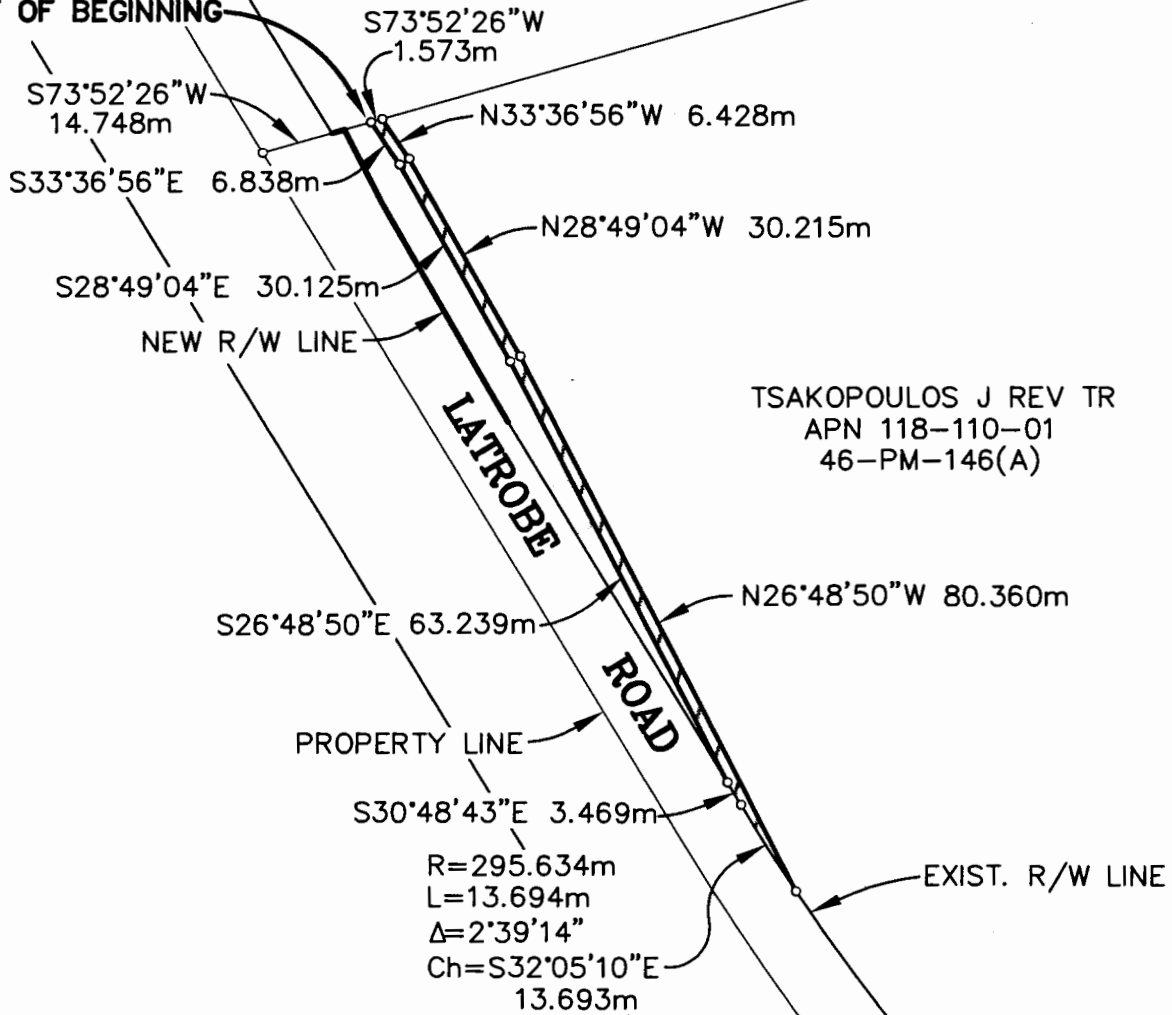 OF BEGINNING
S73°52'26"W
1.573m
S73°52'26"W
14.748m
N33°36'56"W 6.428m
S33°36'56"E 6.838m
N28°49'04"W 30.215m
S28°49'04"E 30.125m
NEW R/W LINE
TSAKOPOULOS J REV TR
APN 118-110-01
46-PM-146(A)
LATROBE
ROAD
N26°48'50"W 80.360m
S26°48'50"E 63.239m
PROPERTY LINE
S30°48'43"E 3.469m
R=295.634m
L=13.694m
Δ=2°39'14"
Ch=S32°05'10"E
13.693m
EXIST. R/W LINE